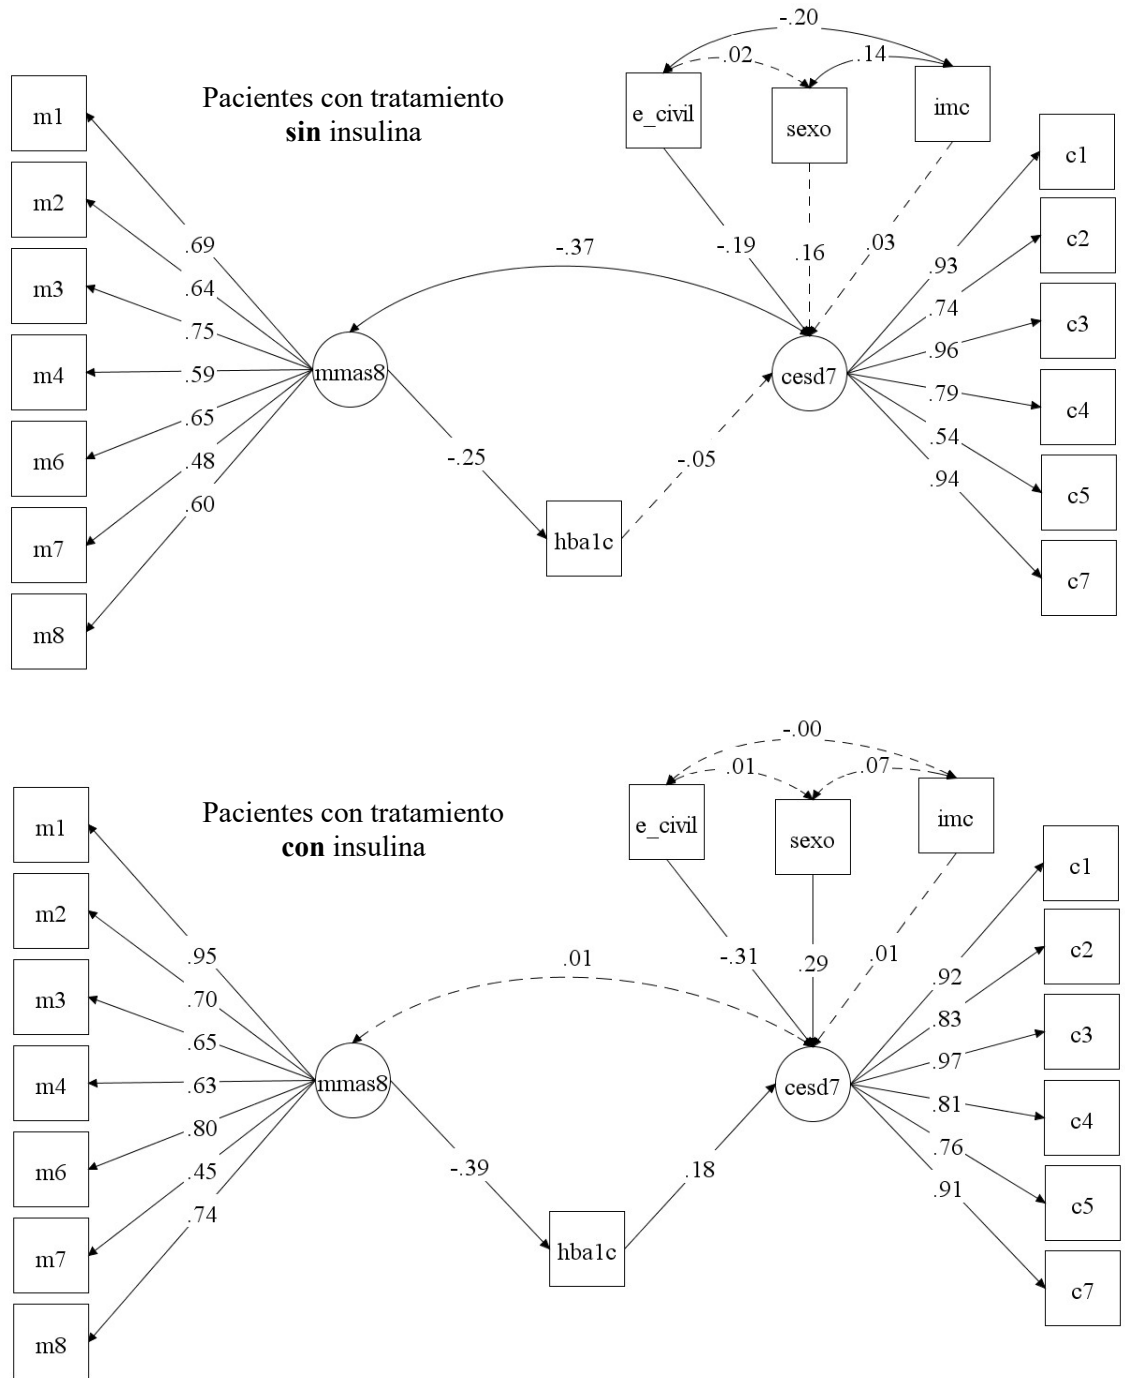 -.20
.02
.14
Pacientes con tratamiento
sin insulina
e_civil
sexo
imc
m1
m2
m3
m4
m6
m7
m8
.69
.64
.75
.59
.65
.48
.60
-.37
-.19
.16
.03
mmas8
cesd7
-.25
-.05
hba1c
.93
.74
.96
.79
.54
.94
c1
c2
c3
c4
c5
c7
-.00
.01
.07
Pacientes con tratamiento
con insulina
e_civil
sexo
imc
m1
m2
m3
m4
m6
m7
m8
.95
.70
.65
.63
.80
.45
.74
.01
-.31
.29
.01
mmas8
cesd7
-.39
.18
hba1c
.92
.83
.97
.81
.76
.91
c1
c2
c3
c4
c5
c7